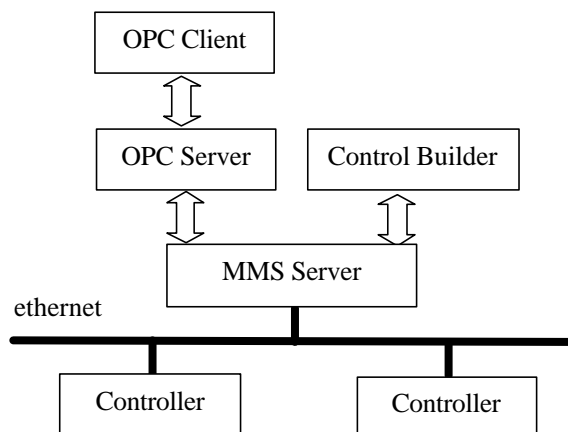 OPC Client
OPC Server
Control Builder
MMS Server
ethernet
Controller
Controller